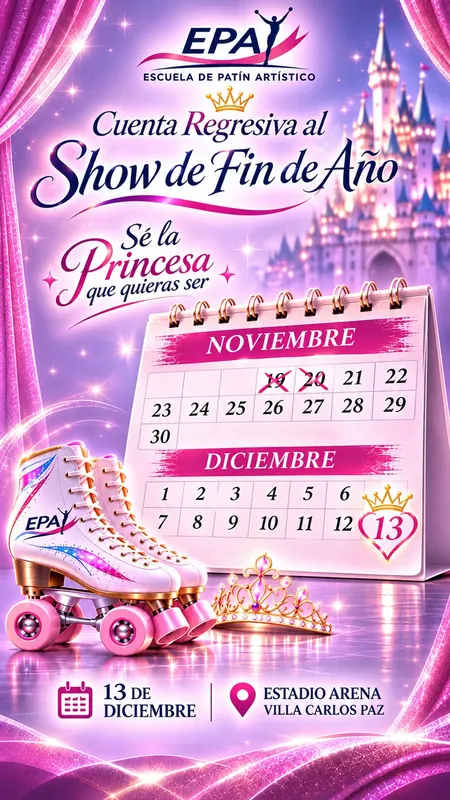 EPA
ESCUELA DE PATÍN ARTÍSTICO
Cuenta Regresiva al
Show de Fin de Año
Sé la
Princesa
que quieras ser
NOVIEMBRE
19 20 21 22
23 24 25 26 27 28 29
30
DICIEMBRE
1 2 3 4 5 6
7 8 9 10 11 12 13
EPA
13 DE
DICIEMBRE
ESTADIO ARENA
VILLA CARLOS PAZ